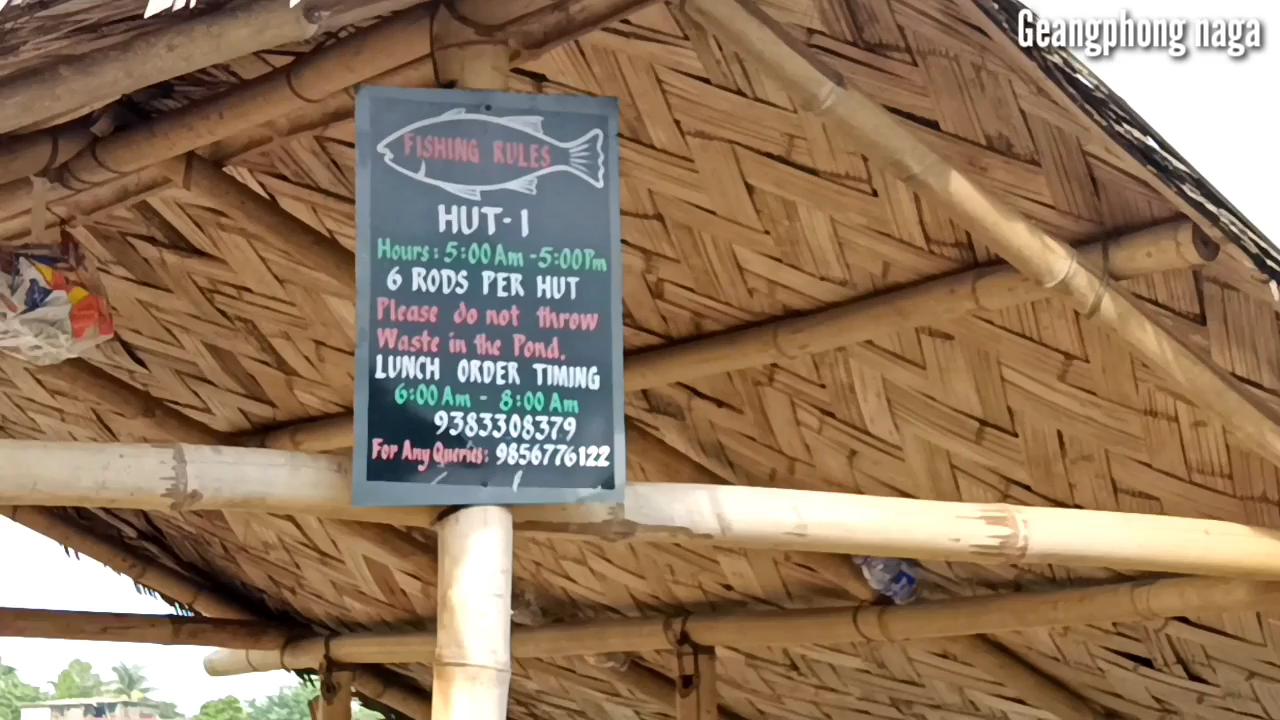 Geangphong naga
FISHING RULES
HUT-1
Hours: 5:00 Am - 5:00 Pm
6 RODS PER HUT
Please do not throw
Waste in the Pond.
LUNCH ORDER TIMING
6:00 Am - 8:00 Am
9383308379
For Any Queries: 9856776122